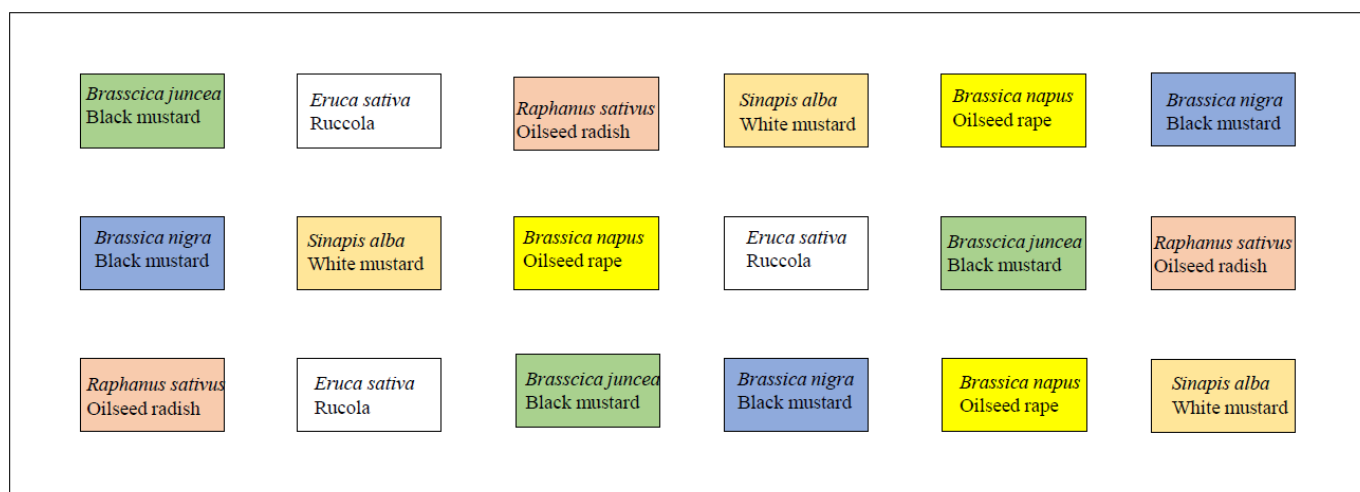 Brasscica juncea
Black mustard
Eruca sativa
Ruccola
Raphanus sativus
Oilseed radish
Sinapis alba
White mustard
Brassica napus
Oilseed rape
Brassica nigra
Black mustard
Brassica nigra
Black mustard
Sinapis alba
White mustard
Brassica napus
Oilseed rape
Eruca sativa
Ruccola
Brasscica juncea
Black mustard
Raphanus sativus
Oilseed radish
Raphanus sativus
Oilseed radish
Eruca sativa
Rucola
Brasscica juncea
Black mustard
Brassica nigra
Black mustard
Brassica napus
Oilseed rape
Sinapis alba
White mustard